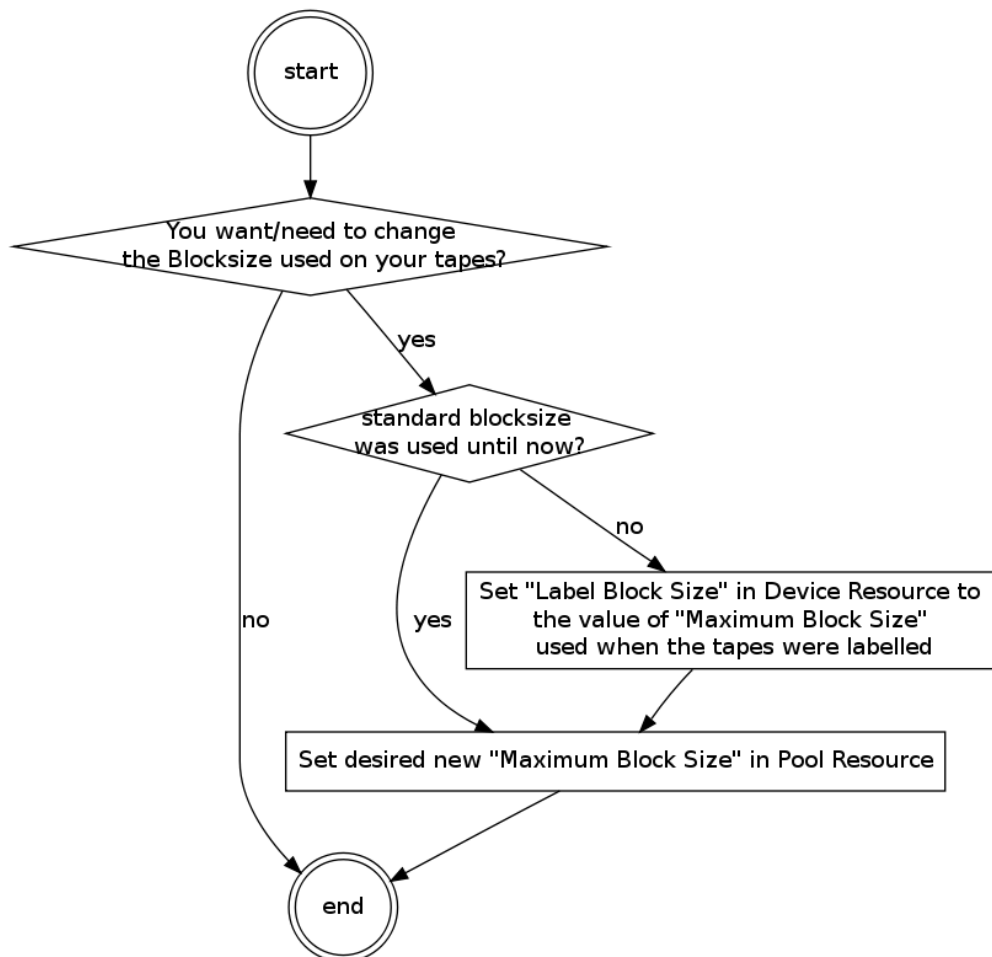 start
You want/need to change
the Blocksize used on your tapes?
yes
standard blocksize
was used until now?
no
Set "Label Block Size" in Device Resource to
the value of "Maximum Block Size"
used when the tapes were labelled
no
yes
Set desired new "Maximum Block Size" in Pool Resource
end